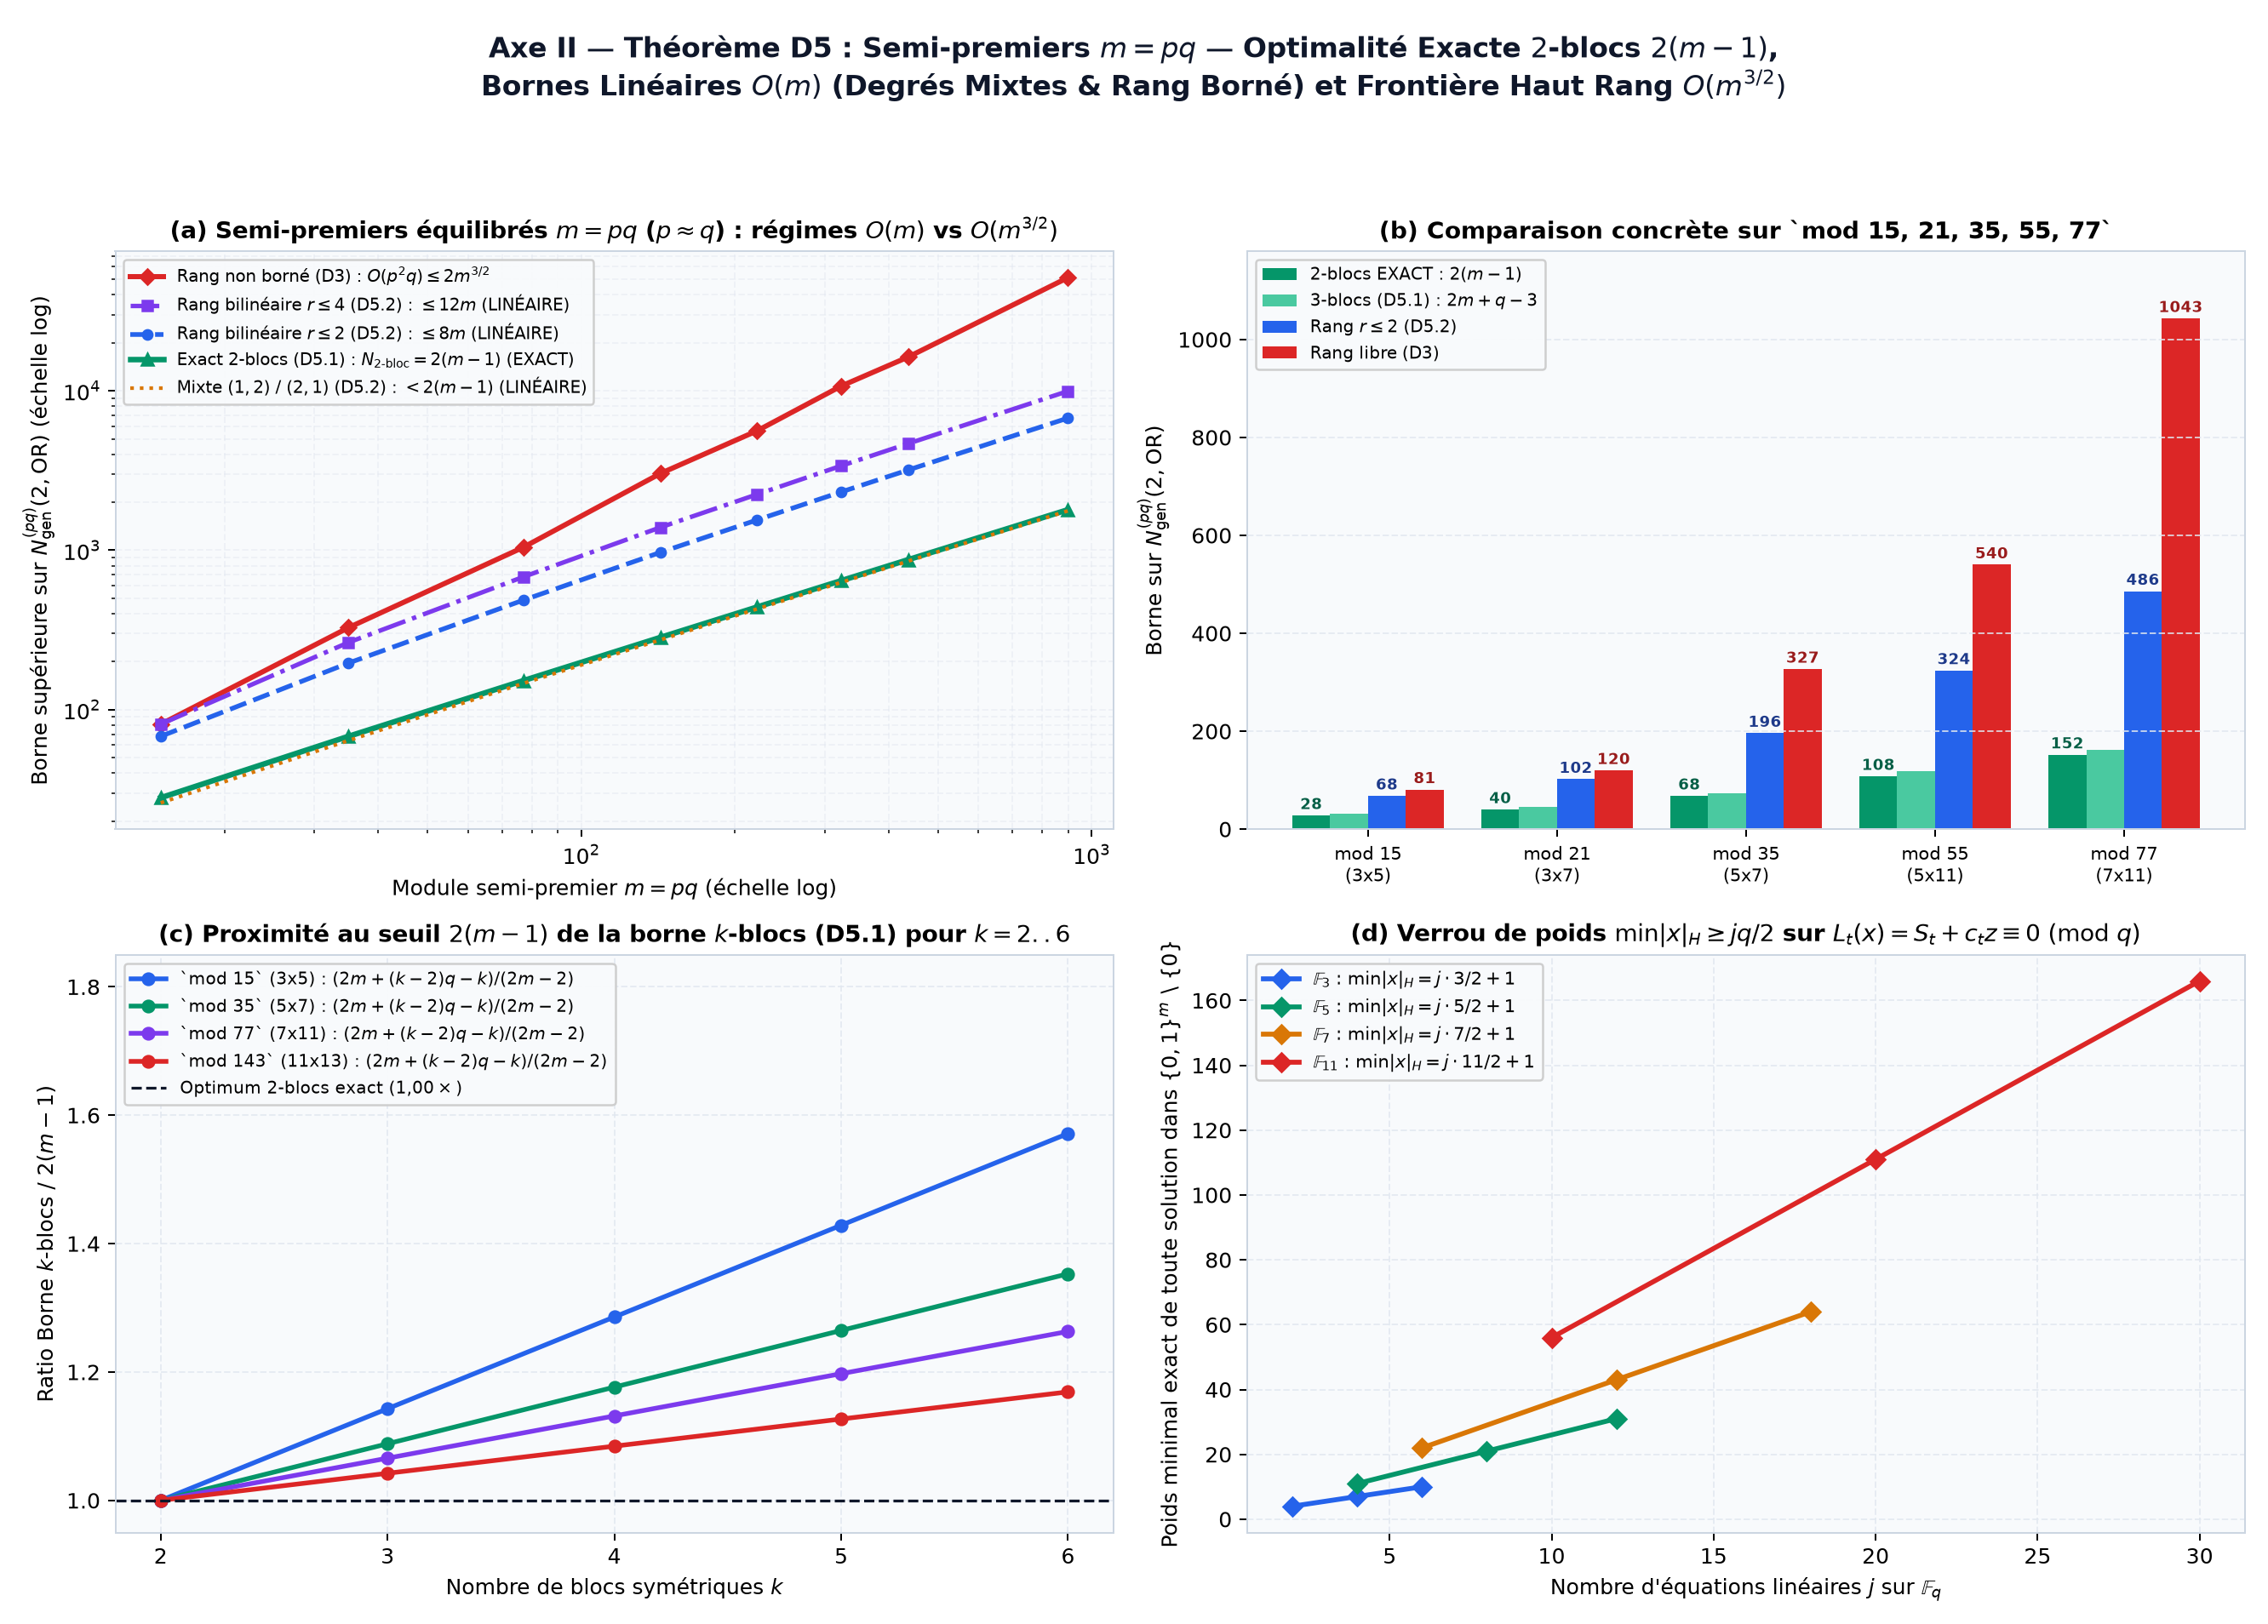 Axe II — Théorème D5 : Semi-premiers m = pq — Optimalité Exacte 2-blocs 2(m − 1),
Bornes Linéaires O(m) (Degrés Mixtes & Rang Borné) et Frontière Haut Rang O(m^{3/2})
(a) Semi-premiers équilibrés m = pq (p ≈ q) : régimes O(m) vs O(m^{3/2})
Borne supérieure sur N_{gen}^{(pq)}(2, OR) (échelle log)
Rang non borné (D3) : O(p²q) ≤ 2m^{3/2}
Rang bilinéaire r ≤ 4 (D5.2) : ≤ 12m (LINÉAIRE)
Rang bilinéaire r ≤ 2 (D5.2) : ≤ 8m (LINÉAIRE)
Exact 2-blocs (D5.1) : N_{2-bloc} = 2(m − 1) (EXACT)
Mixte (1, 2) / (2, 1) (D5.2) : < 2(m − 1) (LINÉAIRE)
10⁴
10³
10²
10² 10³
Module semi-premier m = pq (échelle log)
(b) Comparaison concrète sur `mod 15, 21, 35, 55, 77`
Borne sur N_{gen}^{(pq)}(2, OR)
2-blocs EXACT : 2(m − 1)
3-blocs (D5.1) : 2m + q − 3
Rang r ≤ 2 (D5.2)
Rang libre (D3)
1000
800
600
400
200
0
28 68 81
40 102 120
68 196 327
108 324 540
152 486 1043
mod 15 mod 21 mod 35 mod 55 mod 77
(3x5) (3x7) (5x7) (5x11) (7x11)
(c) Proximité au seuil 2(m − 1) de la borne k-blocs (D5.1) pour k = 2. . 6
Ratio Borne k-blocs / 2(m − 1)
`mod 15` (3x5) : (2m + (k − 2)q − k)/(2m − 2)
`mod 35` (5x7) : (2m + (k − 2)q − k)/(2m − 2)
`mod 77` (7x11) : (2m + (k − 2)q − k)/(2m − 2)
`mod 143` (11x13) : (2m + (k − 2)q − k)/(2m − 2)
Optimum 2-blocs exact (1,00 × )
1.8
1.6
1.4
1.2
1.0
2 3 4 5 6
Nombre de blocs symétriques k
(d) Verrou de poids min|x|_H ≥ jq/2 sur L_t(x) = S_t + c_t z ≡ 0 (mod q)
Poids minimal exact de toute solution dans {0, 1}^m \ {0}
𝔽₃ : min|x|_H = j · 3/2 + 1
𝔽₅ : min|x|_H = j · 5/2 + 1
𝔽₇ : min|x|_H = j · 7/2 + 1
𝔽₁₁ : min|x|_H = j · 11/2 + 1
160
140
120
100
80
60
40
20
0
5 10 15 20 25 30
Nombre d'équations linéaires j sur 𝔽_q